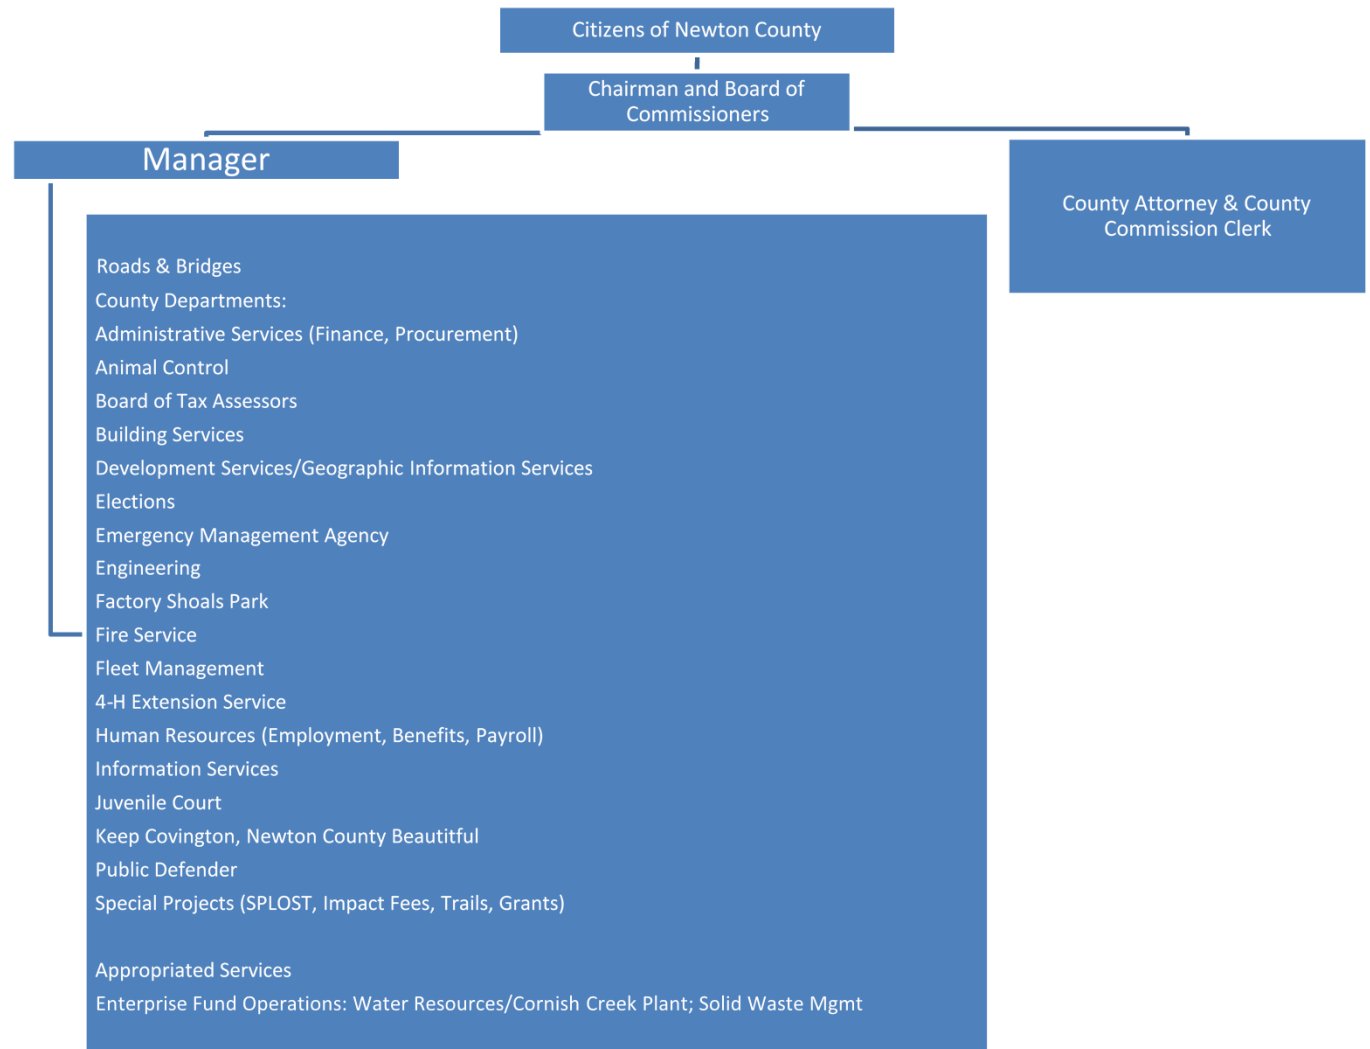 Citizens of Newton County
Chairman and Board of
Commissioners
Manager
County Attorney & County
Commission Clerk
Roads & Bridges
County Departments:
Administrative Services (Finance, Procurement)
Animal Control
Board of Tax Assessors
Building Services
Development Services/Geographic Information Services
Elections
Emergency Management Agency
Engineering
Factory Shoals Park
Fire Service
Fleet Management
4-H Extension Service
Human Resources (Employment, Benefits, Payroll)
Information Services
Juvenile Court
Keep Covington, Newton County Beautitful
Public Defender
Special Projects (SPLOST, Impact Fees, Trails, Grants)
Appropriated Services
Enterprise Fund Operations: Water Resources/Cornish Creek Plant; Solid Waste Mgmt